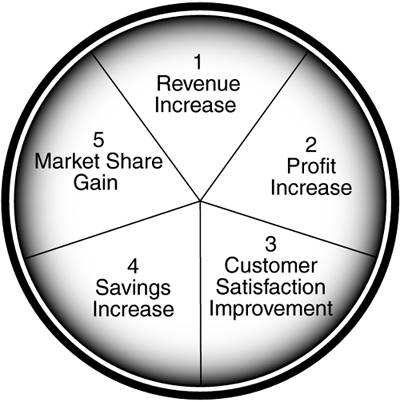 1
Revenue
Increase
2
Profit
Increase
3
Customer
Satisfaction
Improvement
4
Savings
Increase
5
Market Share
Gain